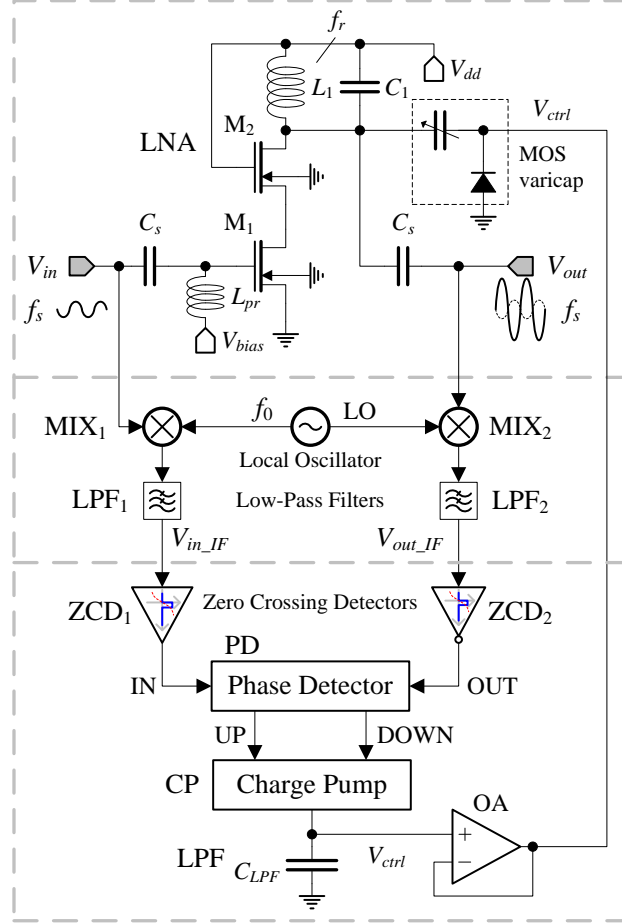 f_r
V_dd
L_1
C_1
M_2
LNA
V_ctrl
MOS
varicap
C_s
M_1
C_s
V_in
V_out
f_s
L_pr
f_s
V_bias
f_0
LO
MIX_1
MIX_2
Local Oscillator
LPF_1
Low-Pass Filters
LPF_2
V_in_IF
V_out_IF
ZCD_1
Zero Crossing Detectors
ZCD_2
PD
IN
Phase Detector
OUT
UP
DOWN
CP
Charge Pump
OA
+
−
LPF
C_LPF
V_ctrl